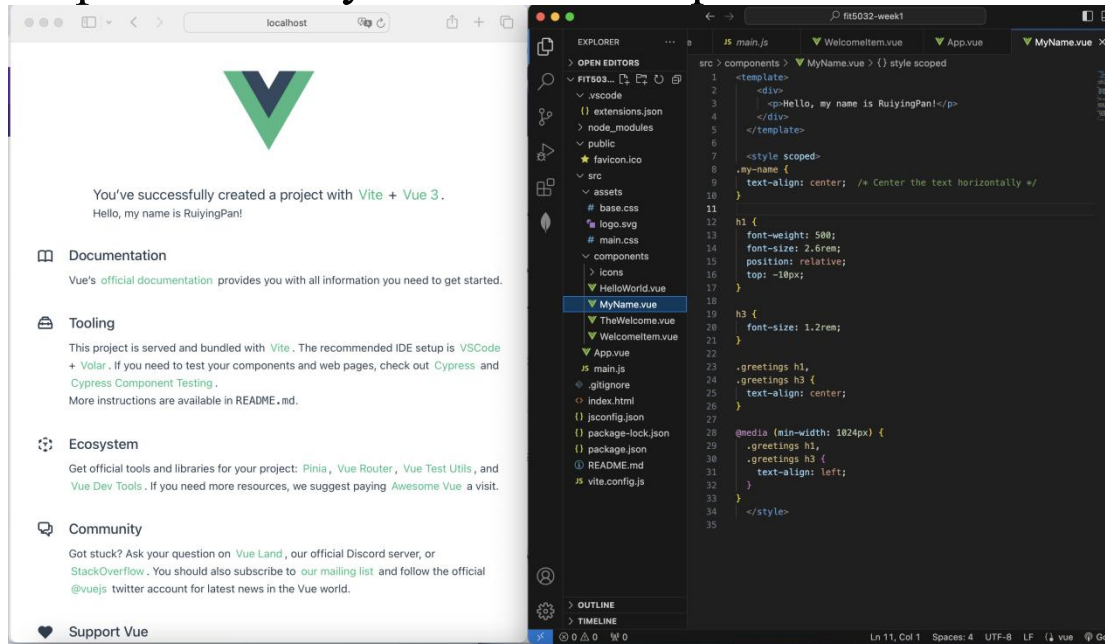 localhost
You've successfully created a project with Vite + Vue 3.
Hello, my name is RuiyingPan!
Documentation
Vue's official documentation provides you with all information you need to get started.
Tooling
This project is served and bundled with Vite. The recommended IDE setup is VSCode
+ Volar. If you need to test your components and web pages, check out Cypress and
Cypress Component Testing.
More instructions are available in README.md.
Ecosystem
Get official tools and libraries for your project: Pinia, Vue Router, Vue Test Utils, and
Vue Dev Tools. If you need more resources, we suggest paying Awesome Vue a visit.
Community
Got stuck? Ask your question on Vue Land, our official Discord server, or
StackOverflow. You should also subscribe to our mailing list and follow the official
@vuejs twitter account for latest news in the Vue world.
Support Vue
fit5032-week1
EXPLORER
OPEN EDITORS
FIT503...
.vscode
{} extensions.json
node_modules
public
favicon.ico
src
assets
# base.css
logo.svg
# main.css
components
icons
HelloWorld.vue
MyName.vue
TheWelcome.vue
WelcomeItem.vue
App.vue
JS main.js
.gitignore
<> index.html
{} jsconfig.json
{} package-lock.json
{} package.json
README.md
JS vite.config.js
OUTLINE
TIMELINE
JS main.js WelcomeItem.vue App.vue MyName.vue
src > components > MyName.vue > {} style scoped
1 <template>
2 <div>
3 <p>Hello, my name is RuiyingPan!</p>
4 </div>
5 </template>
6
7 <style scoped>
8 .my-name {
9 text-align: center; /* Center the text horizontally */
10 }
11
12 h1 {
13 font-weight: 500;
14 font-size: 2.6rem;
15 position: relative;
16 top: -10px;
17 }
18
19 h3 {
20 font-size: 1.2rem;
21 }
22
23 .greetings h1,
24 .greetings h3 {
25 text-align: center;
26 }
27
28 @media (min-width: 1024px) {
29 .greetings h1,
30 .greetings h3 {
31 text-align: left;
32 }
33 }
34 </style>
35
0 0 0 Ln 11, Col 1 Spaces: 4 UTF-8 LF vue